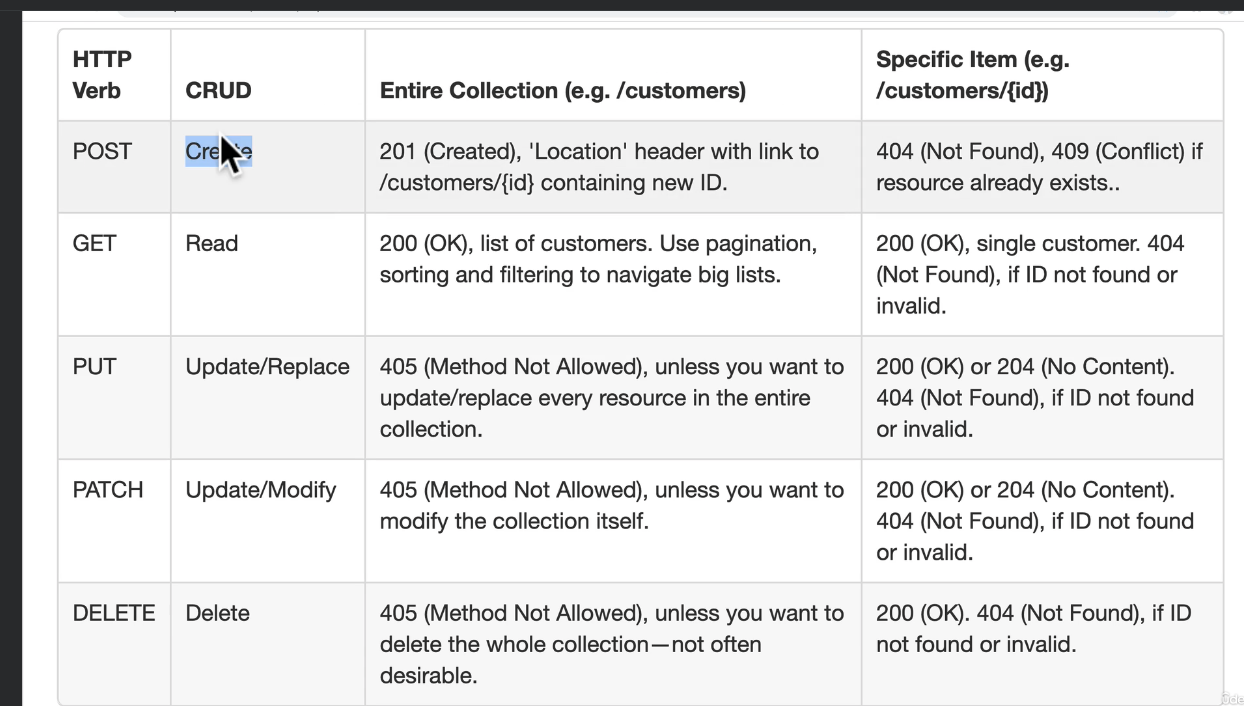 HTTP
Verb
CRUD
Entire Collection (e.g. /customers)
Specific Item (e.g.
/customers/{id})
POST
Create
201 (Created), 'Location' header with link to
/customers/{id} containing new ID.
404 (Not Found), 409 (Conflict) if
resource already exists..
GET
Read
200 (OK), list of customers. Use pagination,
sorting and filtering to navigate big lists.
200 (OK), single customer. 404
(Not Found), if ID not found or
invalid.
PUT
Update/Replace
405 (Method Not Allowed), unless you want to
update/replace every resource in the entire
collection.
200 (OK) or 204 (No Content).
404 (Not Found), if ID not found
or invalid.
PATCH
Update/Modify
405 (Method Not Allowed), unless you want to
modify the collection itself.
200 (OK) or 204 (No Content).
404 (Not Found), if ID not found
or invalid.
DELETE
Delete
405 (Method Not Allowed), unless you want to
delete the whole collection—not often
desirable.
200 (OK). 404 (Not Found), if ID
not found or invalid.